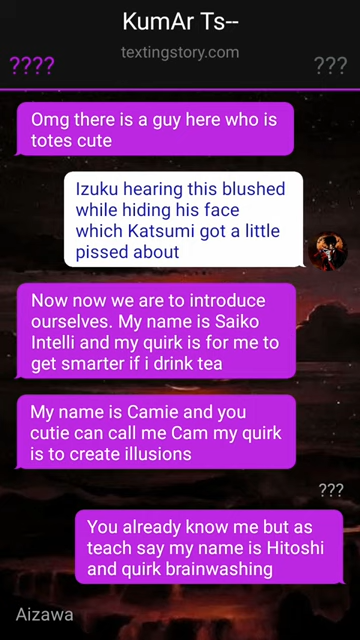 KumAr Ts--
textingstory.com
???? ???
Omg there is a guy here who is
totes cute
Izuku hearing this blushed
while hiding his face
which Katsumi got a little
pissed about
Now now we are to introduce
ourselves. My name is Saiko
Intelli and my quirk is for me to
get smarter if i drink tea
My name is Camie and you
cutie can call me Cam my quirk
is to create illusions
???
You already know me but as
teach say my name is Hitoshi
and quirk brainwashing
Aizawa